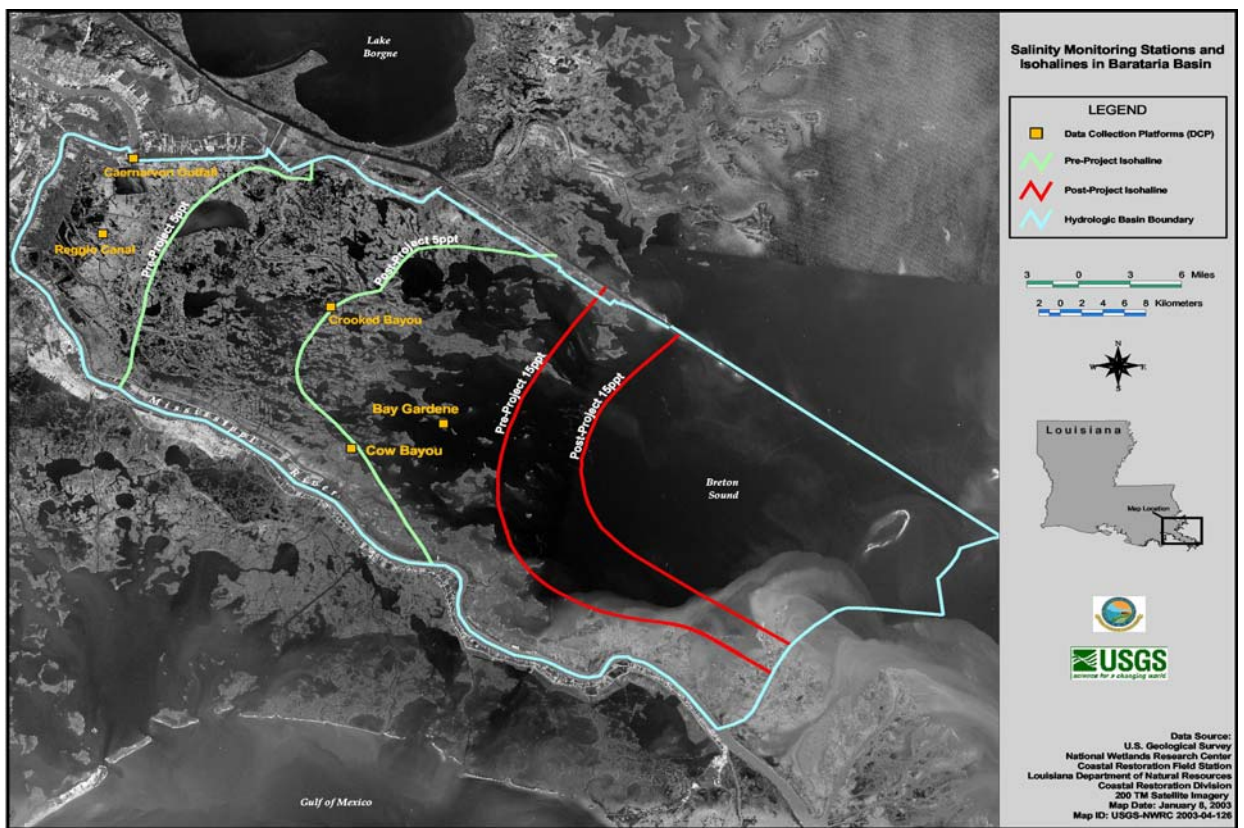 Lake
Borgne
Caernarvon Outfall
Reggio Canal
Pre-Project 5ppt
Post-Project 5ppt
Crooked Bayou
Bay Gardene
Cow Bayou
Mississippi River
Pre-Project 15ppt
Post-Project 15ppt
Breton
Sound
Gulf of Mexico
Salinity Monitoring Stations and
Isohalines in Barataria Basin
LEGEND
Data Collection Platforms (DCP)
Pre-Project Isohaline
Post-Project Isohaline
Hydrologic Basin Boundary
3 0 3 6 Miles
2 0 2 4 6 8 Kilometers
N
W E
S
Louisiana
Map Location
USGS
science for a changing world
Data Source:
U.S. Geological Survey
National Wetlands Research Center
Coastal Restoration Field Station
Louisiana Department of Natural Resources
Coastal Restoration Division
200 TM Satellite Imagery
Map Date: January 8, 2003
Map ID: USGS-NWRC 2003-04-126